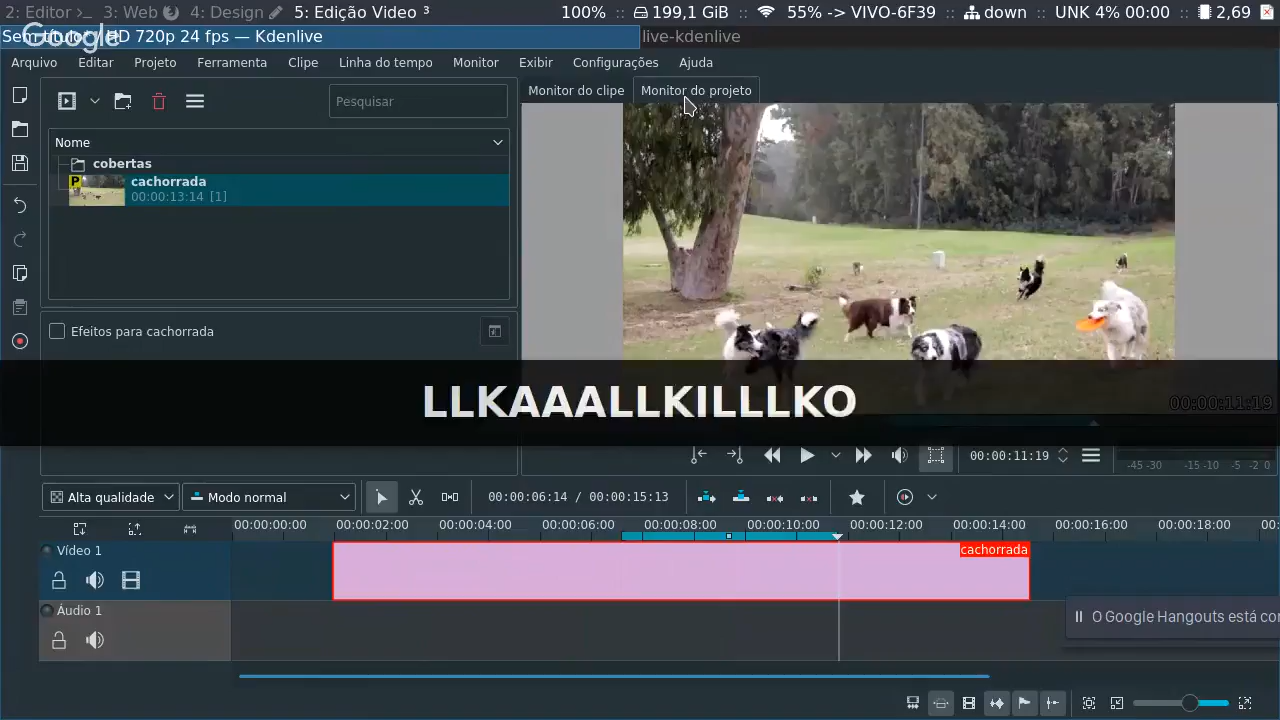 2: Editor >_ 3: Web 4: Design 5: Edição Video ³ 100% :: 199,1 GiB :: 55% -> VIVO-6F39 :: down :: UNK 4% 00:00 :: 2,69
Google
Sem título* / HD 720p 24 fps — Kdenlive live-kdenlive
Arquivo Editar Projeto Ferramenta Clipe Linha do tempo Monitor Exibir Configurações Ajuda
Monitor do clipe Monitor do projeto
Pesquisar
Nome
cobertas
P
cachorrada
00:00:13:14 [1]
Efeitos para cachorrada
LLKAAALLKILLLKO
00:00:11:19
00:00:11:19
-45 -30 -15 -10 -5 -2 0
Alta qualidade Modo normal 00:00:06:14 / 00:00:15:13
00:00:00:00 00:00:02:00 00:00:04:00 00:00:06:00 00:00:08:00 00:00:10:00 00:00:12:00 00:00:14:00 00:00:16:00 00:00:18:00 00:
Vídeo 1
cachorrada
Áudio 1
O Google Hangouts está